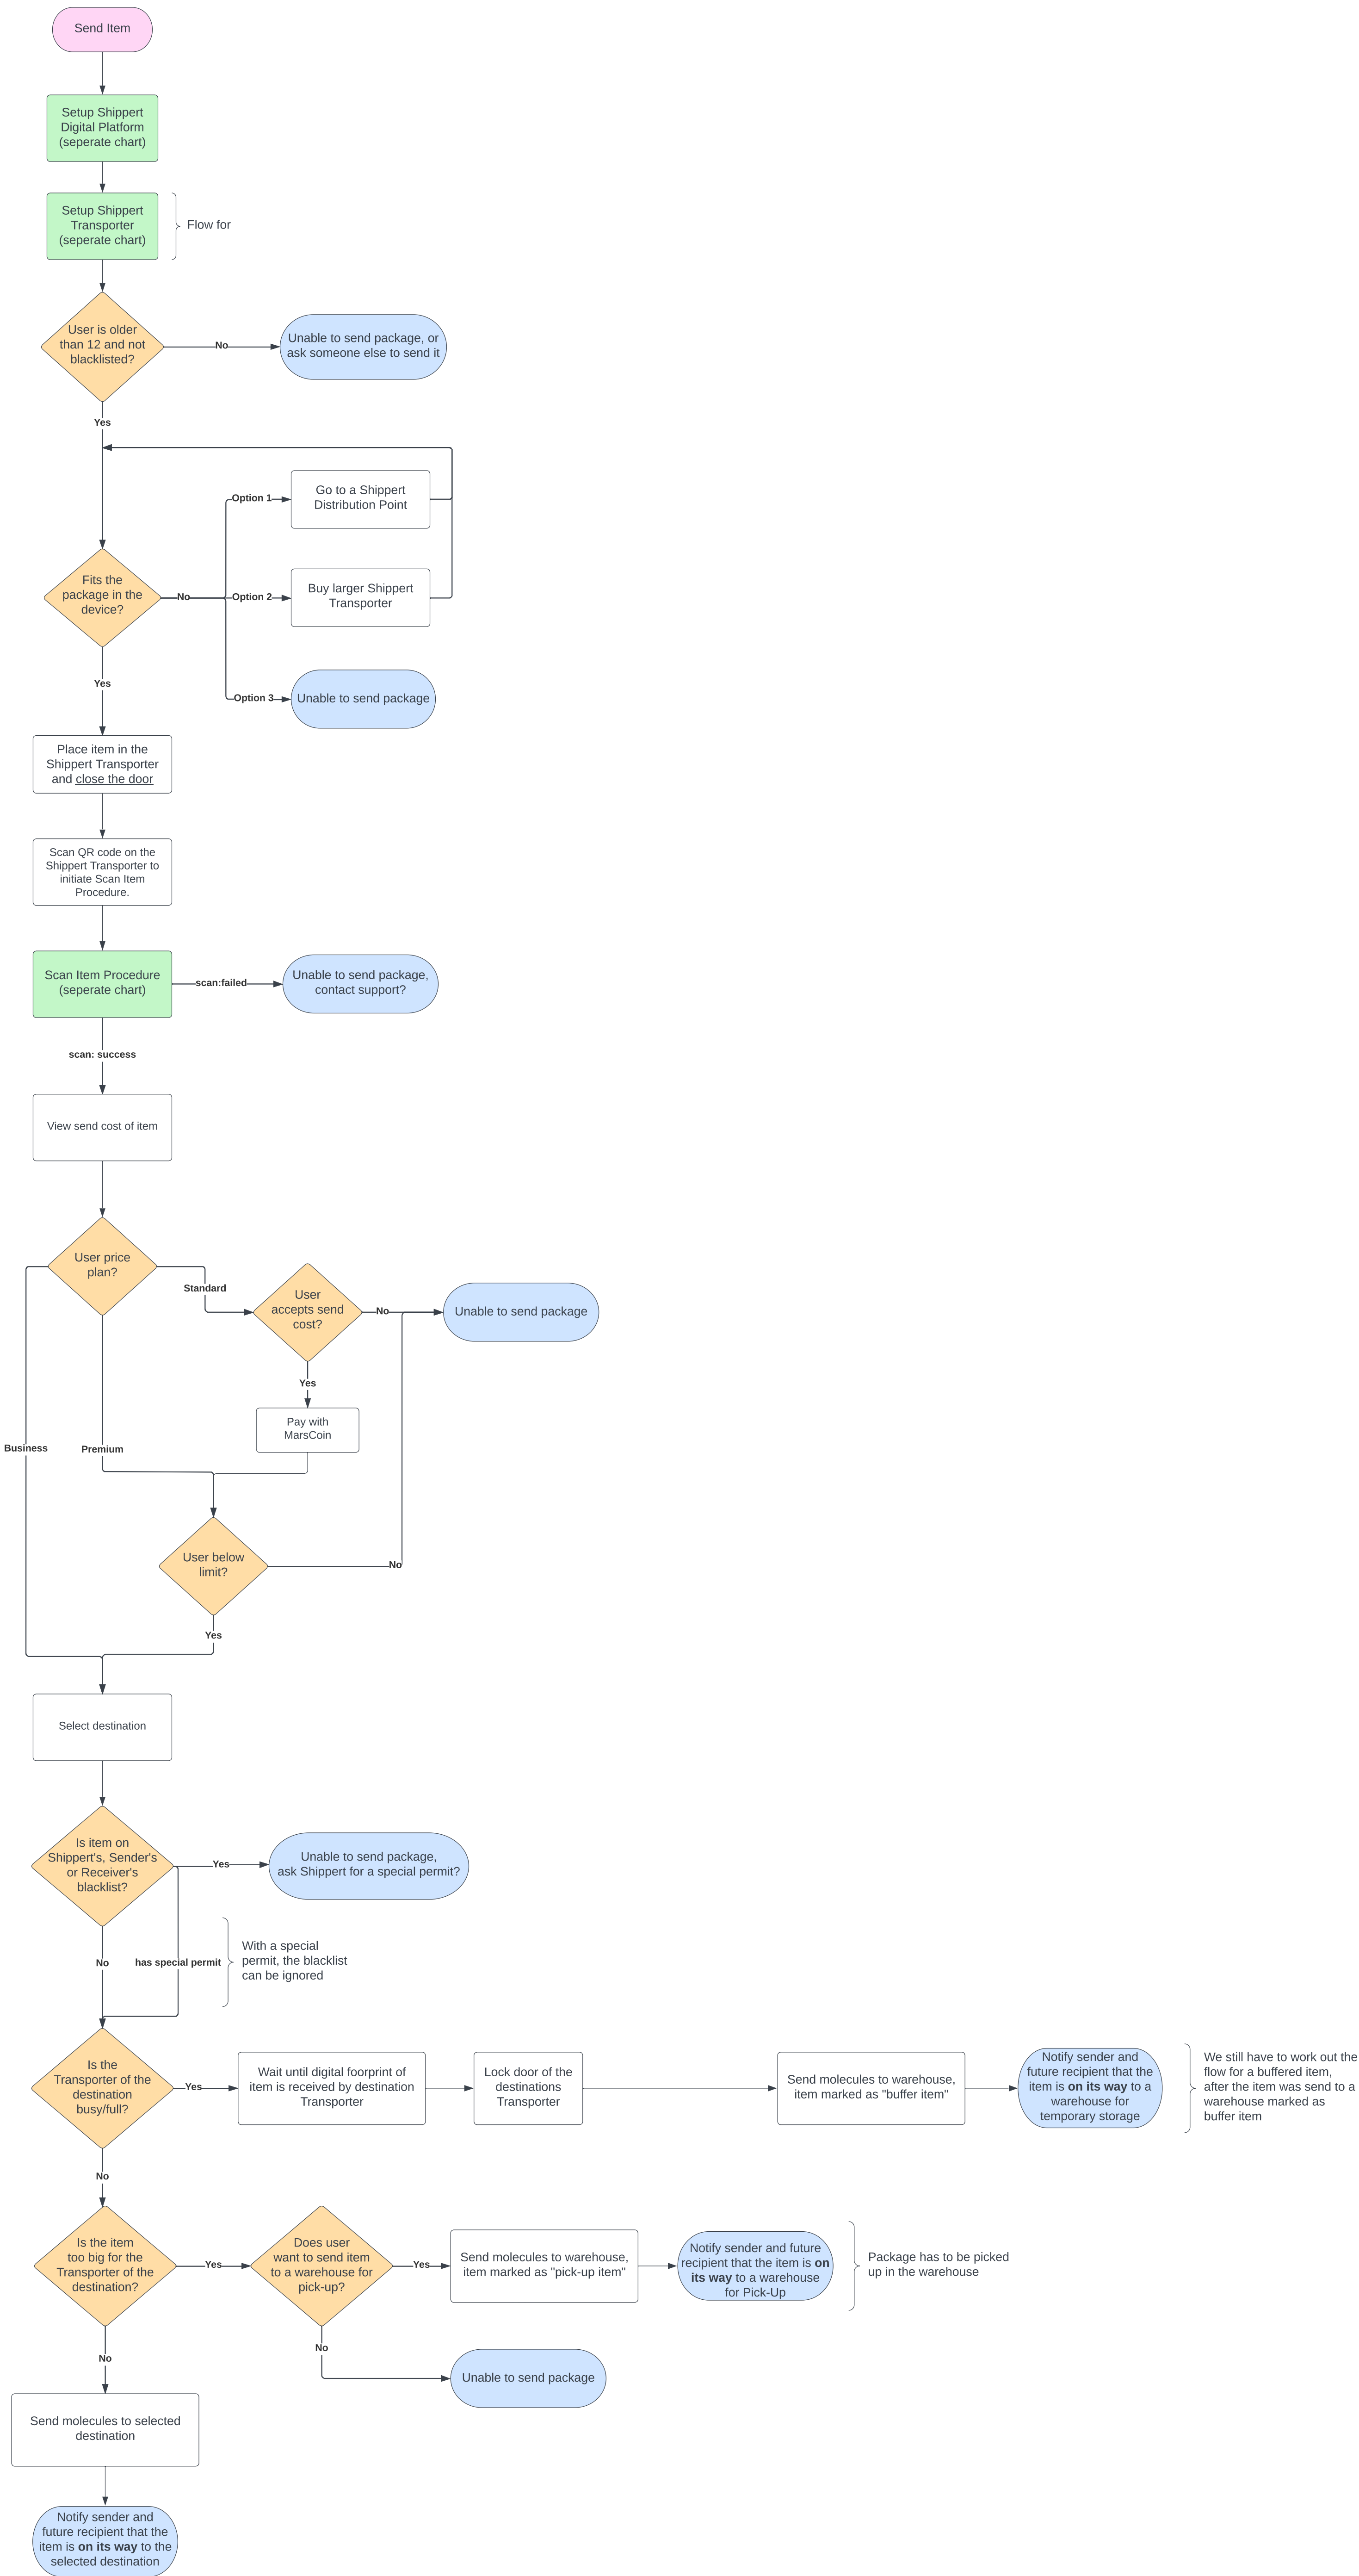 Send Item
Setup Shippert
Digital Platform
(seperate chart)
Setup Shippert
Transporter
(seperate chart)
Flow for
User is older
than 12 and not
blacklisted?
No
Unable to send package, or
ask someone else to send it
Yes
Option 1
Go to a Shippert
Distribution Point
Fits the
package in the
device?
No
Option 2
Buy larger Shippert
Transporter
Option 3
Unable to send package
Yes
Place item in the
Shippert Transporter
and close the door
Scan QR code on the
Shippert Transporter to
initiate Scan Item
Procedure.
Scan Item Procedure
(seperate chart)
scan:failed
Unable to send package,
contact support?
scan: success
View send cost of item
User price
plan?
Standard
User
accepts send
cost?
No
Unable to send package
Yes
Pay with
MarsCoin
Business
Premium
User below
limit?
No
Yes
Select destination
Is item on
Shippert's, Sender's
or Receiver's
blacklist?
Yes
Unable to send package,
ask Shippert for a special permit?
No
has special permit
With a special
permit, the blacklist
can be ignored
Is the
Transporter of the
destination
busy/full?
Yes
Wait until digital foorprint of
item is received by destination
Transporter
Lock door of the
destinations
Transporter
Send molecules to warehouse,
item marked as "buffer item"
Notify sender and
future recipient that the
item is on its way to a
warehouse for
temporary storage
We still have to work out the
flow for a buffered item,
after the item was send to a
warehouse marked as
buffer item
No
Is the item
too big for the
Transporter of the
destination?
Yes
Does user
want to send item
to a warehouse for
pick-up?
Yes
Send molecules to warehouse,
item marked as "pick-up item"
Notify sender and future
recipient that the item is on
its way to a warehouse
for Pick-Up
Package has to be picked
up in the warehouse
No
Unable to send package
No
Send molecules to selected
destination
Notify sender and
future recipient that the
item is on its way to the
selected destination